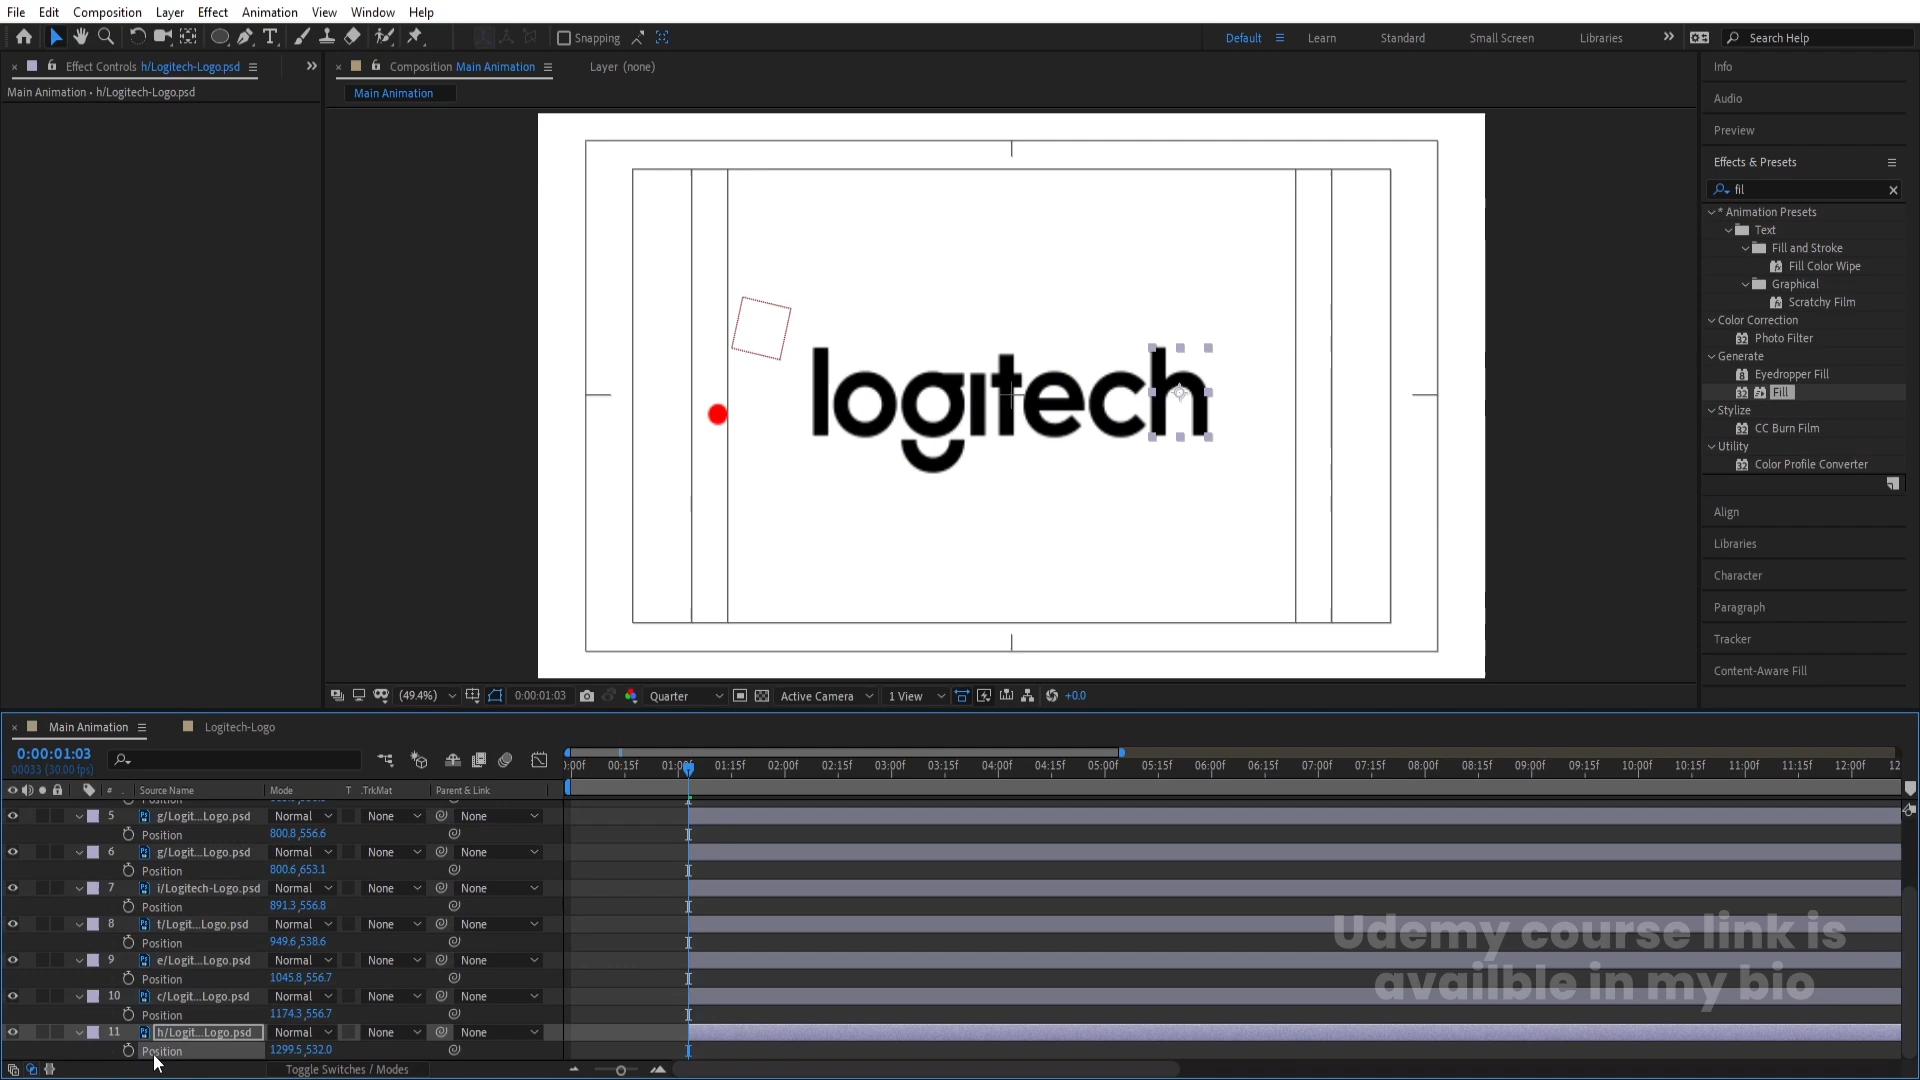 File Edit Composition Layer Effect Animation View Window Help
Snapping
Default Learn Standard Small Screen Libraries Search Help
Effect Controls h/Logitech-Logo.psd
Composition Main Animation
Layer (none)
Main Animation • h/Logitech-Logo.psd
Main Animation
Info
Audio
Preview
Effects & Presets
fil
* Animation Presets
Text
Fill and Stroke
Fill Color Wipe
Graphical
Scratchy Film
Color Correction
Photo Filter
Generate
Eyedropper Fill
Fill
Stylize
CC Burn Film
Utility
Color Profile Converter
Align
Libraries
Character
Paragraph
Tracker
Content-Aware Fill
logitech
(49.4%) 0:00:01:03 Quarter Active Camera 1 View +0.0
Main Animation Logitech-Logo
0:00:01:03
00033 (30.00 fps)
:00f 00:15f 01:00f 01:15f 02:00f 02:15f 03:00f 03:15f 04:00f 04:15f 05:00f 05:15f 06:00f 06:15f 07:00f 07:15f 08:00f 08:15f 09:00f 09:15f 10:00f 10:15f 11:00f 11:15f 12:00f 12
# . Source Name Mode T .TrkMat Parent & Link
5 g/Logit...Logo.psd Normal None None
Position 800.8,556.6
6 g/Logit...Logo.psd Normal None None
Position 800.6,653.1
7 i/Logitech-Logo.psd Normal None None
Position 891.3,556.8
8 t/Logit...Logo.psd Normal None None
Position 949.6,538.6
9 e/Logit...Logo.psd Normal None None
Position 1045.8,556.7
10 c/Logit...Logo.psd Normal None None
Position 1174.3,556.7
11 h/Logit...Logo.psd Normal None None
Position 1299.5,532.0
Toggle Switches / Modes
Udemy course link is
availble in my bio